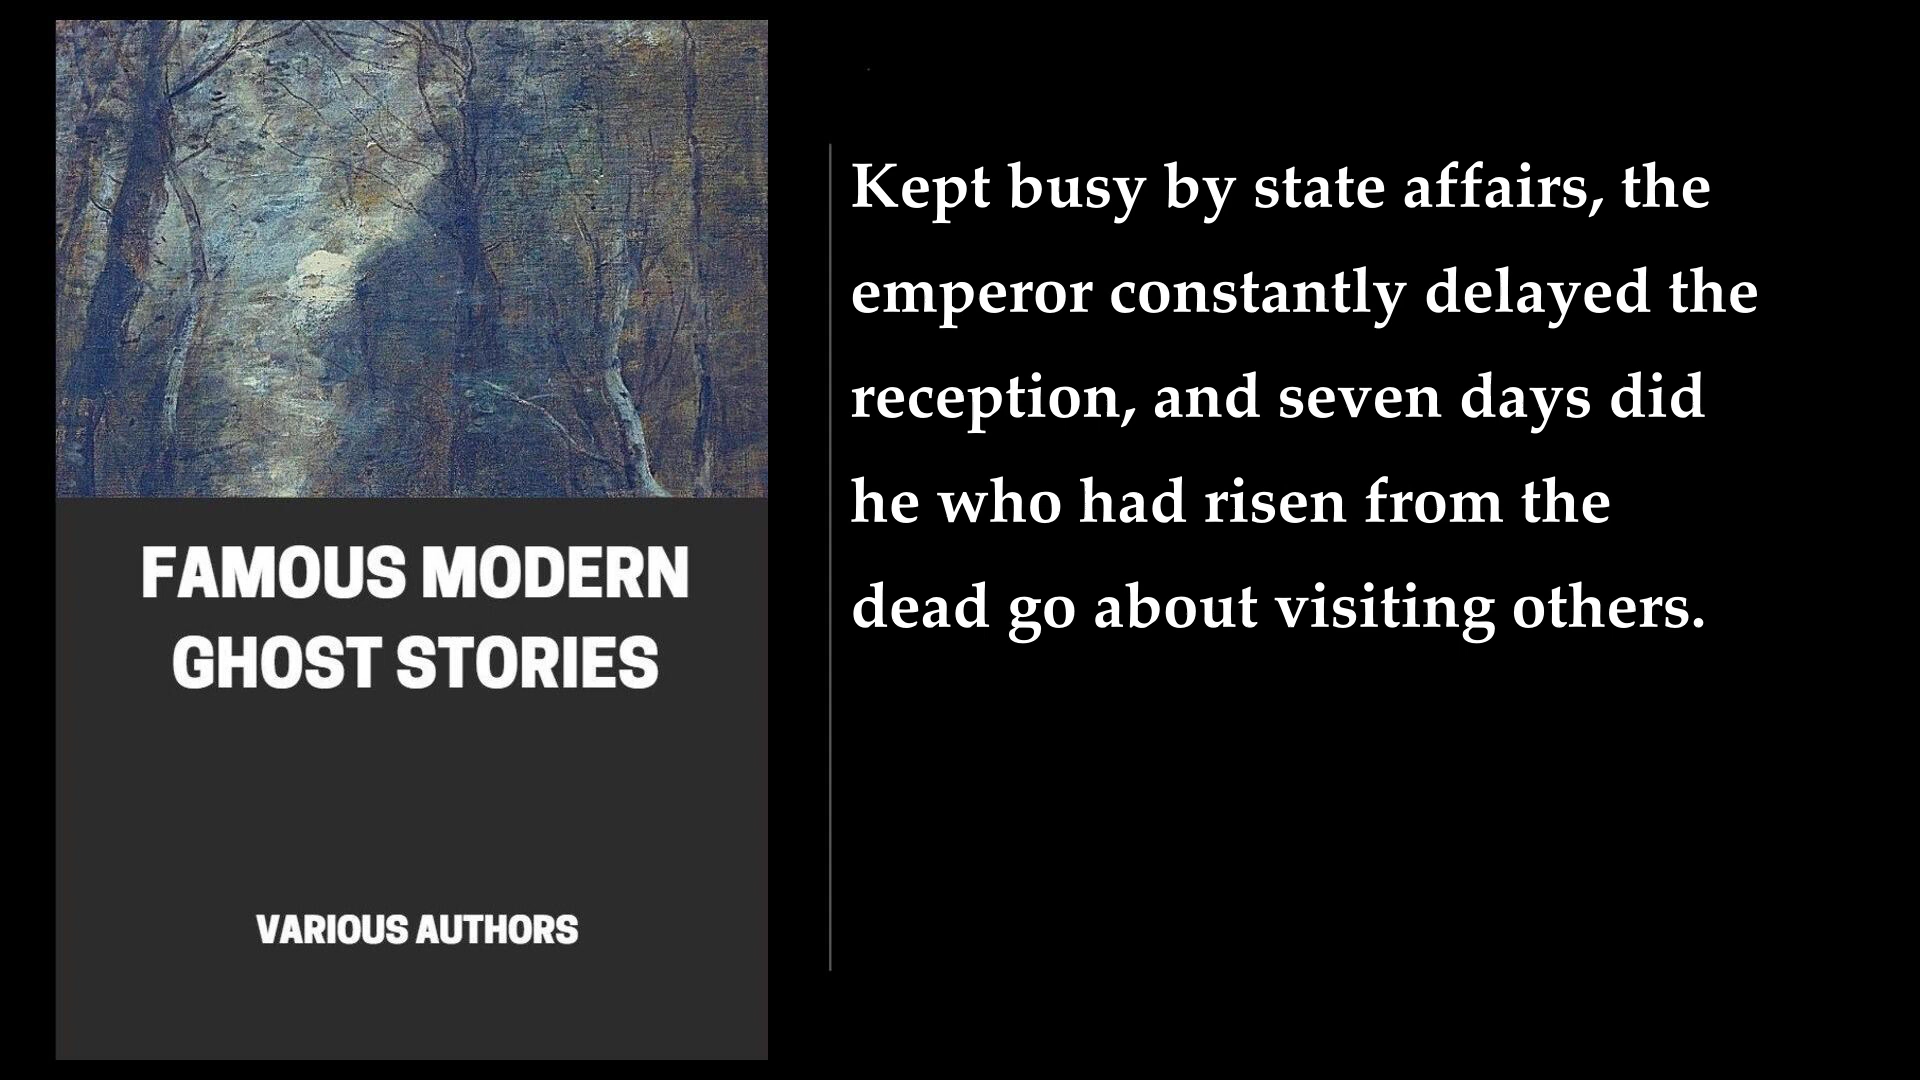 FAMOUS MODERN
GHOST STORIES
VARIOUS AUTHORS
Kept busy by state affairs, the
emperor constantly delayed the
reception, and seven days did
he who had risen from the
dead go about visiting others.